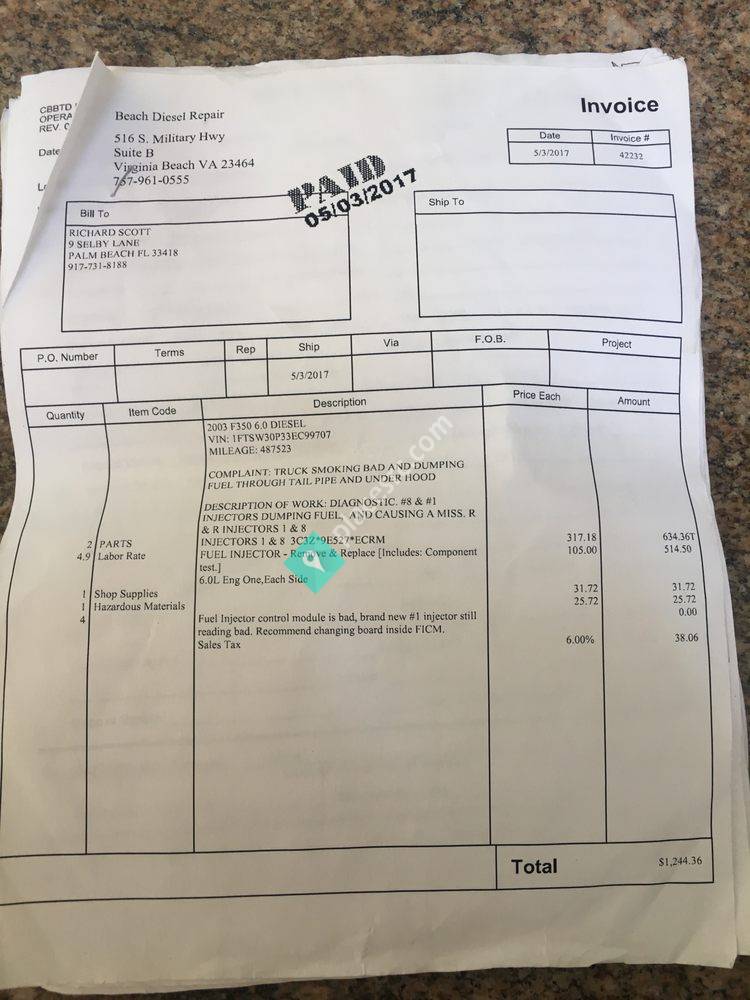 CBBTD
OPERA
REV. 0
Date
Beach Diesel Repair
516 S. Military Hwy
Suite B
Virginia Beach VA 23464
757-961-0555
Invoice
Date Invoice #
5/3/2017 42232
PAID
05/03/2017
Bill To
RICHARD SCOTT
9 SELBY LANE
PALM BEACH FL 33418
917-731-8188
Ship To
P.O. Number Terms Rep Ship Via F.O.B. Project
5/3/2017
Quantity Item Code Description Price Each Amount
2003 F350 6.0 DIESEL
VIN: 1FTSW30P33EC99707
MILEAGE: 487523
COMPLAINT: TRUCK SMOKING BAD AND DUMPING
FUEL THROUGH TAIL PIPE AND UNDER HOOD
DESCRIPTION OF WORK: DIAGNOSTIC. #8 & #1
INJECTORS DUMPING FUEL, AND CAUSING A MISS. R
& R INJECTORS 1 & 8
2 PARTS INJECTORS 1 & 8 3C3Z*9E527*ECRM 317.18 634.36T
4.9 Labor Rate FUEL INJECTOR - Remove & Replace [Includes: Component 105.00 514.50
test.]
6.0L Eng One,Each Side
1 Shop Supplies 31.72 31.72
1 Hazardous Materials 25.72 25.72
4 Fuel Injector control module is bad, brand new #1 injector still 0.00
reading bad. Recommend changing board inside FICM.
Sales Tax 6.00% 38.06
Total $1,244.36
placesm.com